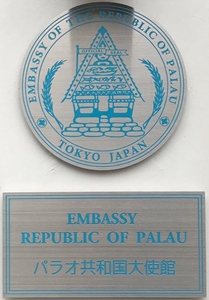 EMBASSY OF THE REPUBLIC OF PALAU
TOKYO JAPAN
EMBASSY
REPUBLIC OF PALAU
パラオ共和国大使館